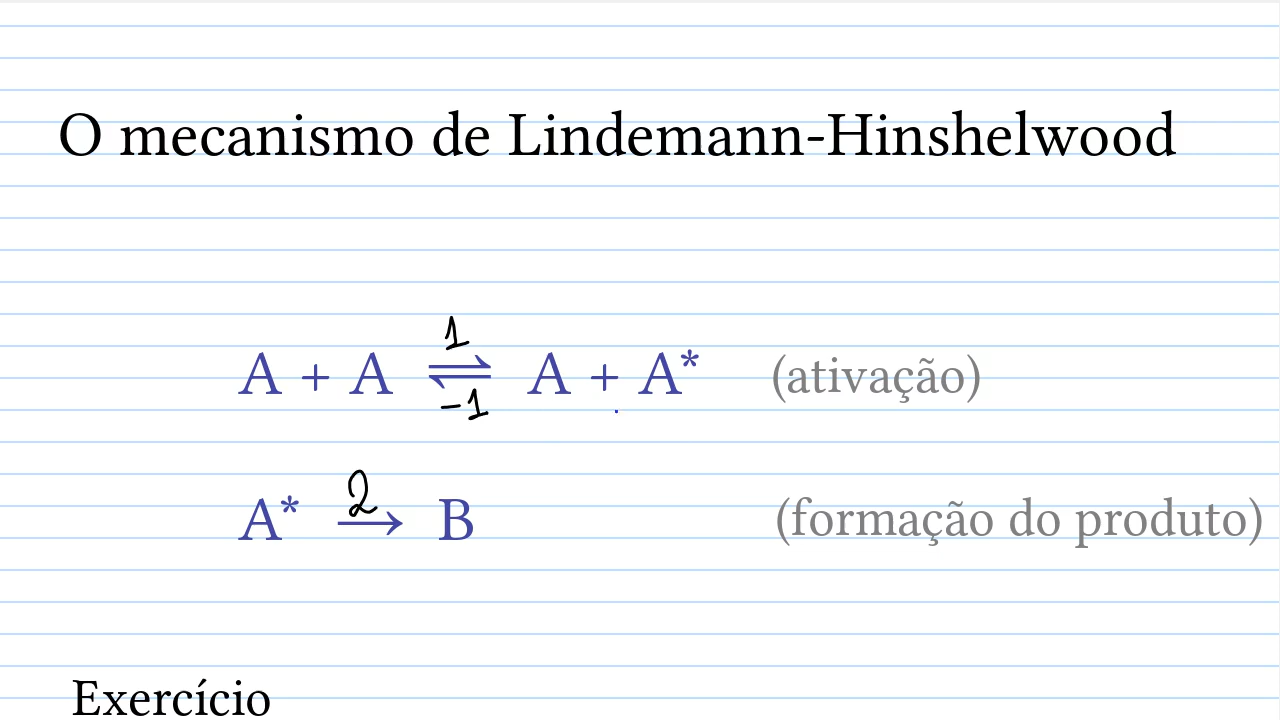 O mecanismo de Lindemann-Hinshelwood
1
A + A ⇌ A + A* (ativação)
-1
2
A* → B (formação do produto)
Exercício